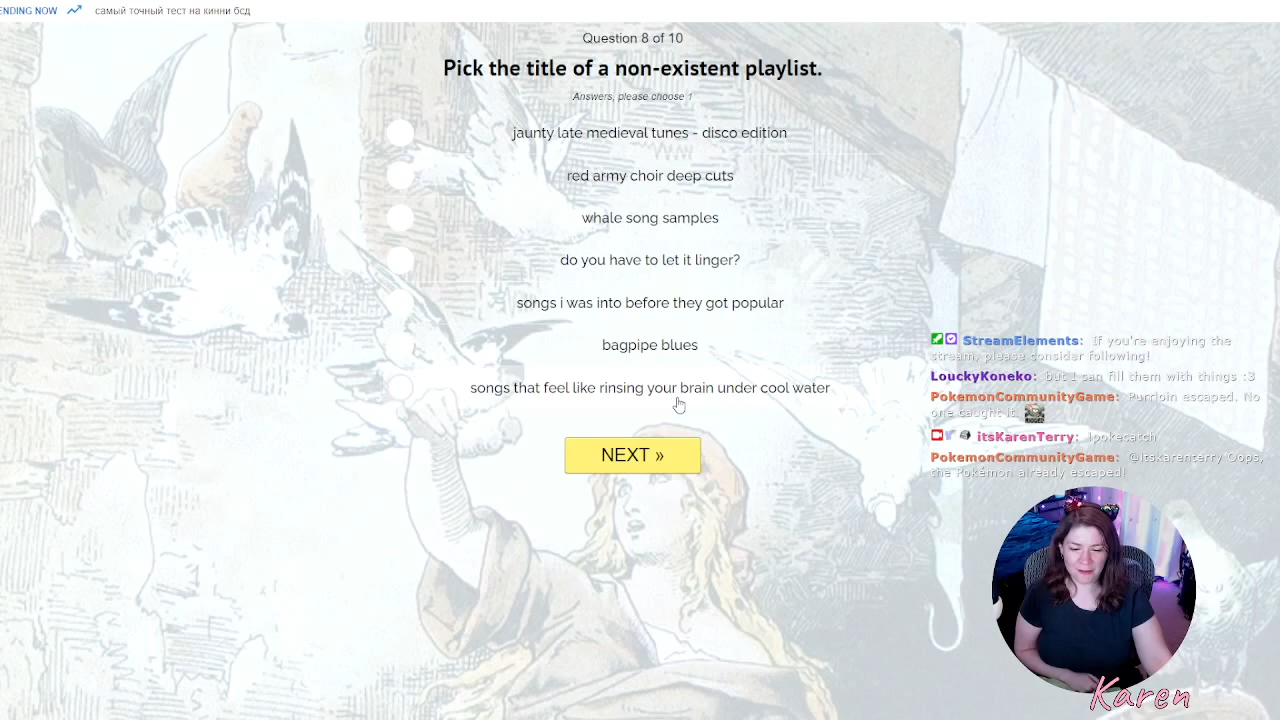 ENDING NOW самый точный тест на кинни бсд
Question 8 of 10
Pick the title of a non-existent playlist.
Answers, please choose 1
jaunty late medieval tunes - disco edition
red army choir deep cuts
whale song samples
do you have to let it linger?
songs i was into before they got popular
bagpipe blues
songs that feel like rinsing your brain under cool water
NEXT »
StreamElements: If you're enjoying the
stream, please consider following!
LouckyKoneko: but I can fill them with things :3
PokemonCommunityGame: Purrloin escaped. No
one caught it.
itsKarenTerry: !pokecatch
PokemonCommunityGame: @itskarenterry Oops,
the Pokémon already escaped!
Karen